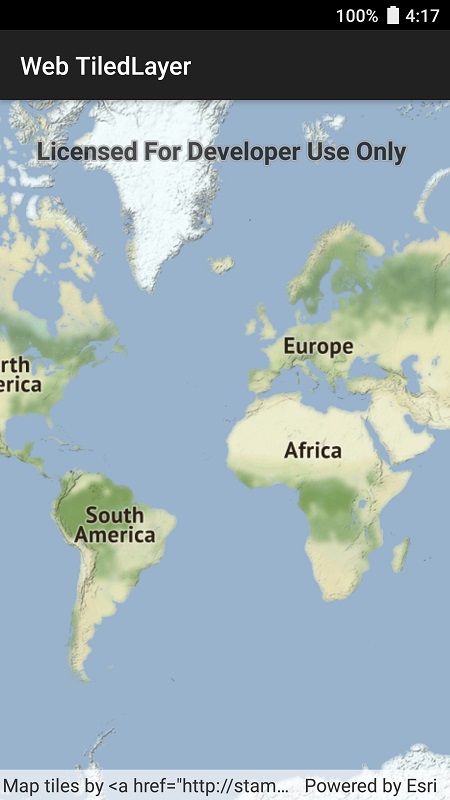 100% 4:17
Web TiledLayer
Licensed For Developer Use Only
Europe
rth
erica
Africa
South
America
Map tiles by <a href="http://stam... Powered by Esri